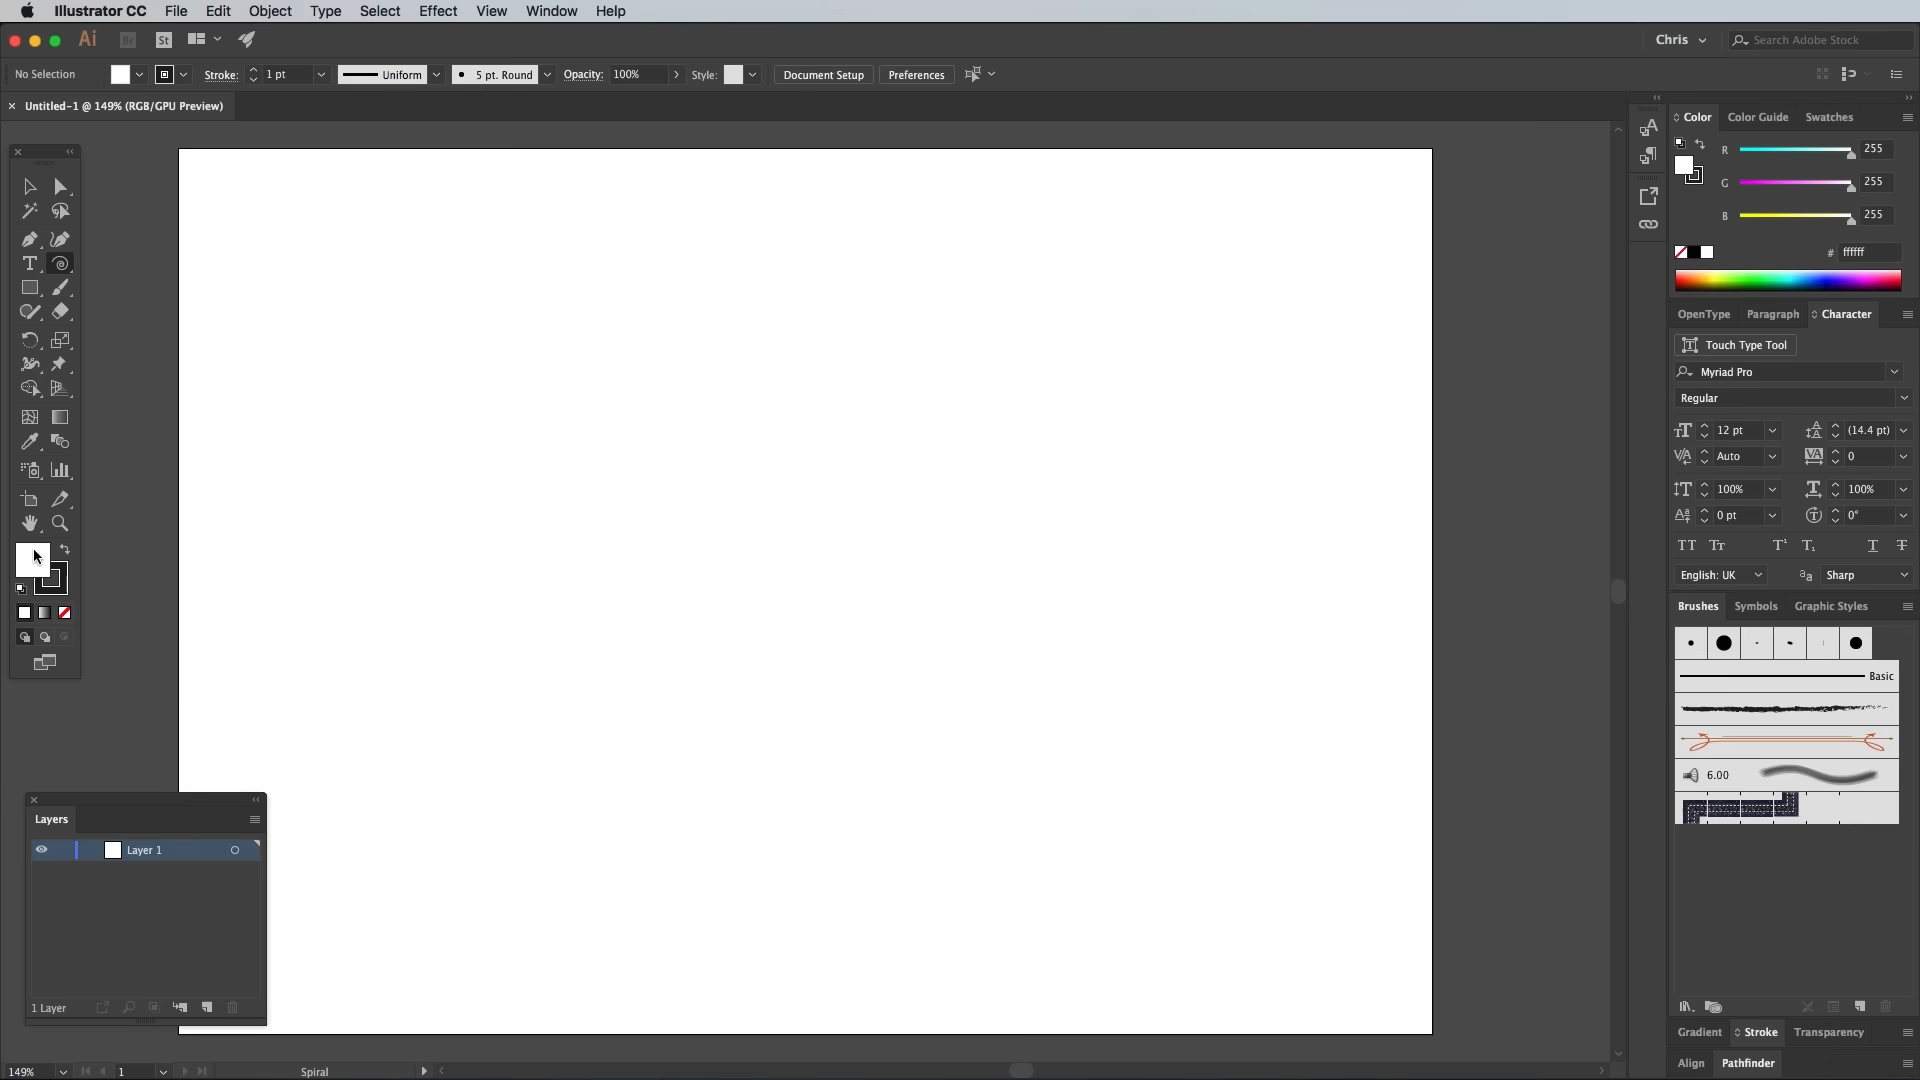 Illustrator CC File Edit Object Type Select Effect View Window Help
Ai Br St Chris Search Adobe Stock
No Selection Stroke: 1 pt Uniform 5 pt. Round Opacity: 100% Style: Document Setup Preferences
Untitled-1 @ 149% (RGB/GPU Preview)
Color Color Guide Swatches
R 255
G 255
B 255
# ffffff
OpenType Paragraph Character
Touch Type Tool
Myriad Pro
Regular
12 pt (14.4 pt)
Auto 0
100% 100%
0 pt 0°
English: UK Sharp
Brushes Symbols Graphic Styles
Basic
6.00
Layers
Layer 1
1 Layer
Gradient Stroke Transparency
Align Pathfinder
149% 1 Spiral